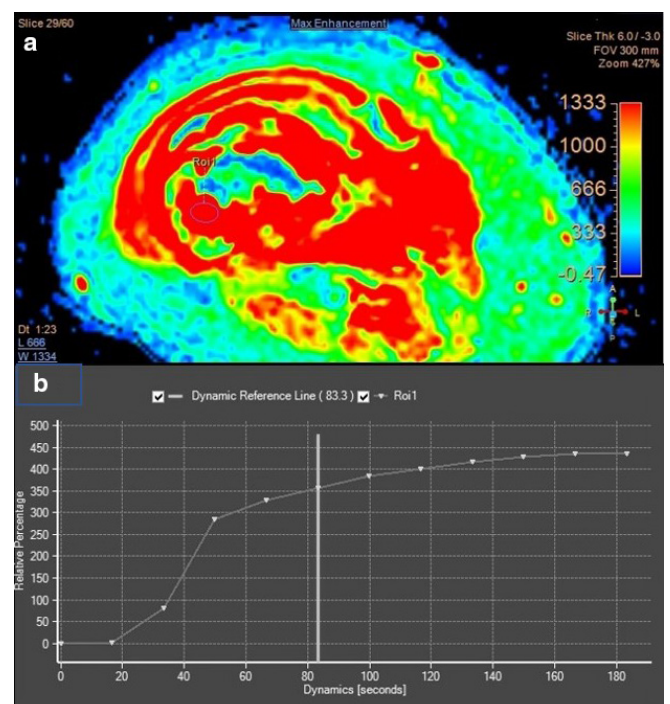 Slice 29/60
Max Enhancement
a
Slice Thk 6.0 / -3.0
FOV 300 mm
Zoom 427%
1333
1000
666
333
-0.47
Roi1
A
R L
P
Dt 1:23
L 666
W 1334
b
Dynamic Reference Line ( 83.3 ) Roi1
500
450
400
350
300
250
200
150
100
50
0
Relative Percentage
0 20 40 60 80 100 120 140 160 180
Dynamics [seconds]